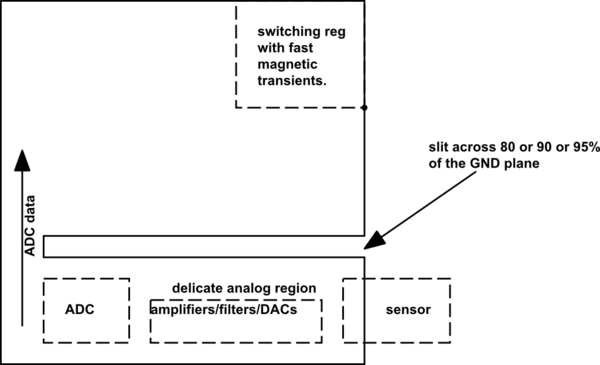 switching reg
with fast
magnetic
transients.
slit across 80 or 90 or 95%
of the GND plane
ADC data
delicate analog region
ADC
amplifiers/filters/DACs
sensor